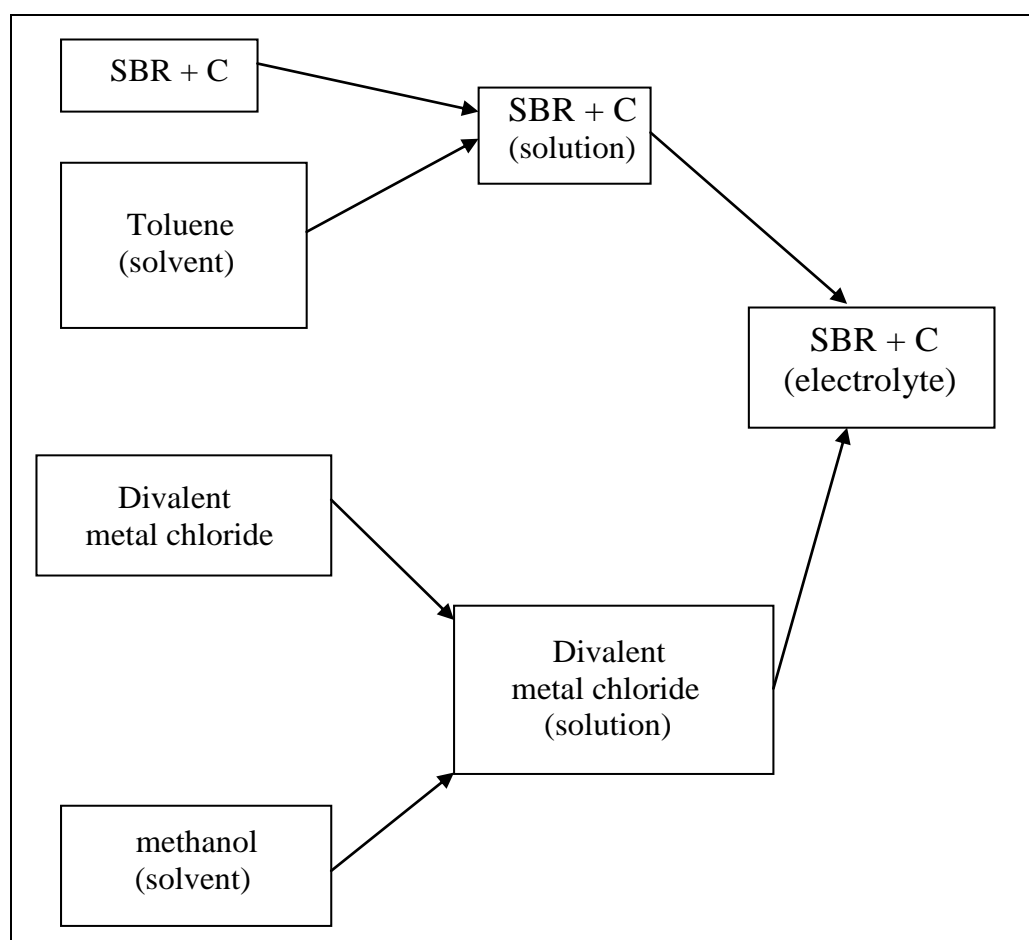 SBR + C
Toluene
(solvent)
SBR + C
(solution)
SBR + C
(electrolyte)
Divalent
metal chloride
Divalent
metal chloride
(solution)
methanol
(solvent)